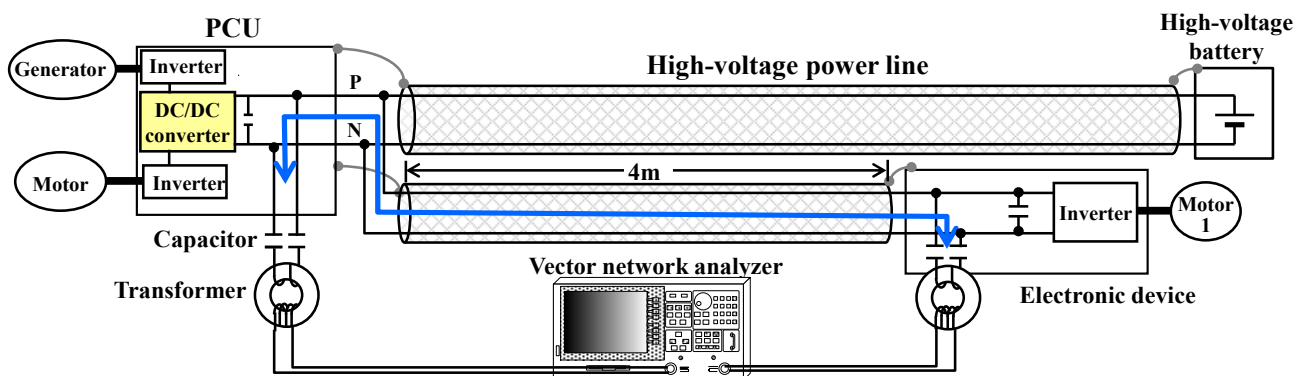 PCU
High-voltage
battery
Generator
Inverter
High-voltage power line
P
DC/DC
converter
N
Motor
Inverter
4m
Inverter
Motor
1
Capacitor
Vector network analyzer
Transformer
Electronic device